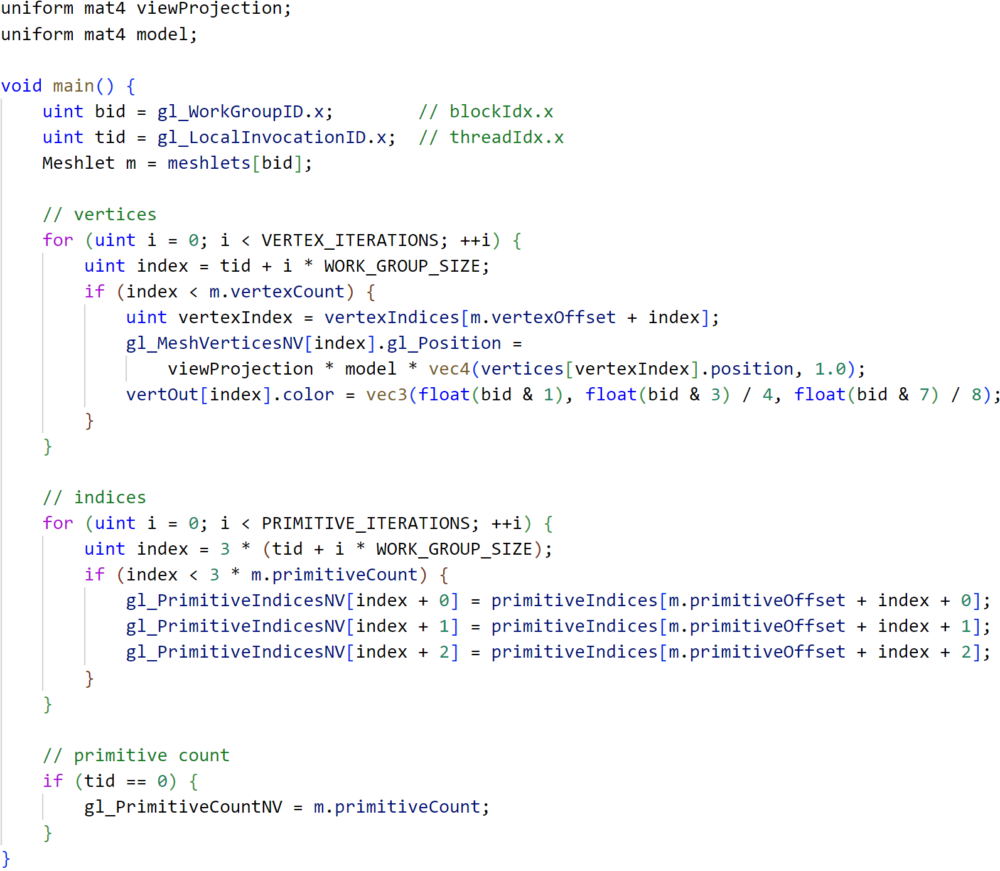 uniform mat4 viewProjection;
uniform mat4 model;

void main() {
    uint bid = gl_WorkGroupID.x;        // blockIdx.x
    uint tid = gl_LocalInvocationID.x;  // threadIdx.x
    Meshlet m = meshlets[bid];

    // vertices
    for (uint i = 0; i < VERTEX_ITERATIONS; ++i) {
        uint index = tid + i * WORK_GROUP_SIZE;
        if (index < m.vertexCount) {
            uint vertexIndex = vertexIndices[m.vertexOffset + index];
            gl_MeshVerticesNV[index].gl_Position =
                viewProjection * model * vec4(vertices[vertexIndex].position, 1.0);
            vertOut[index].color = vec3(float(bid & 1), float(bid & 3) / 4, float(bid & 7) / 8);
        }
    }

    // indices
    for (uint i = 0; i < PRIMITIVE_ITERATIONS; ++i) {
        uint index = 3 * (tid + i * WORK_GROUP_SIZE);
        if (index < 3 * m.primitiveCount) {
            gl_PrimitiveIndicesNV[index + 0] = primitiveIndices[m.primitiveOffset + index + 0];
            gl_PrimitiveIndicesNV[index + 1] = primitiveIndices[m.primitiveOffset + index + 1];
            gl_PrimitiveIndicesNV[index + 2] = primitiveIndices[m.primitiveOffset + index + 2];
        }
    }

    // primitive count
    if (tid == 0) {
        gl_PrimitiveCountNV = m.primitiveCount;
    }
}